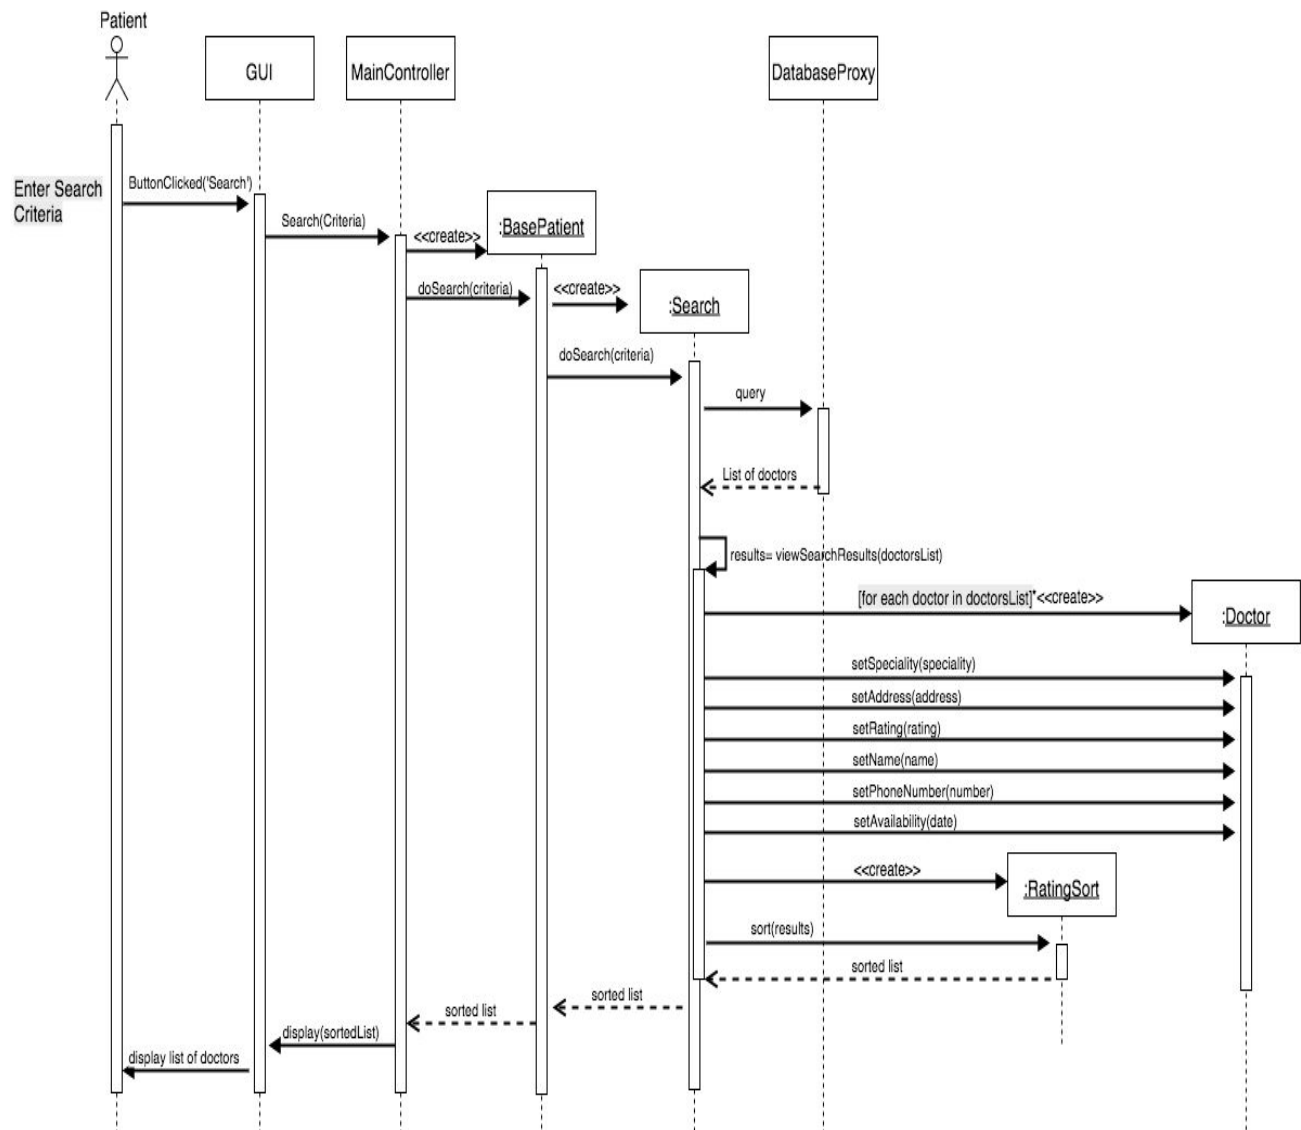 Patient
GUI
MainController
DatabaseProxy
Enter Search
Criteria
ButtonClicked('Search')
Search(Criteria)
<<create>>
:BasePatient
doSearch(criteria)
<<create>>
:Search
doSearch(criteria)
query
List of doctors
results= viewSearchResults(doctorsList)
[for each doctor in doctorsList]*<<create>>
:Doctor
setSpeciality(speciality)
setAddress(address)
setRating(rating)
setName(name)
setPhoneNumber(number)
setAvailability(date)
<<create>>
:RatingSort
sort(results)
sorted list
sorted list
sorted list
display(sortedList)
display list of doctors